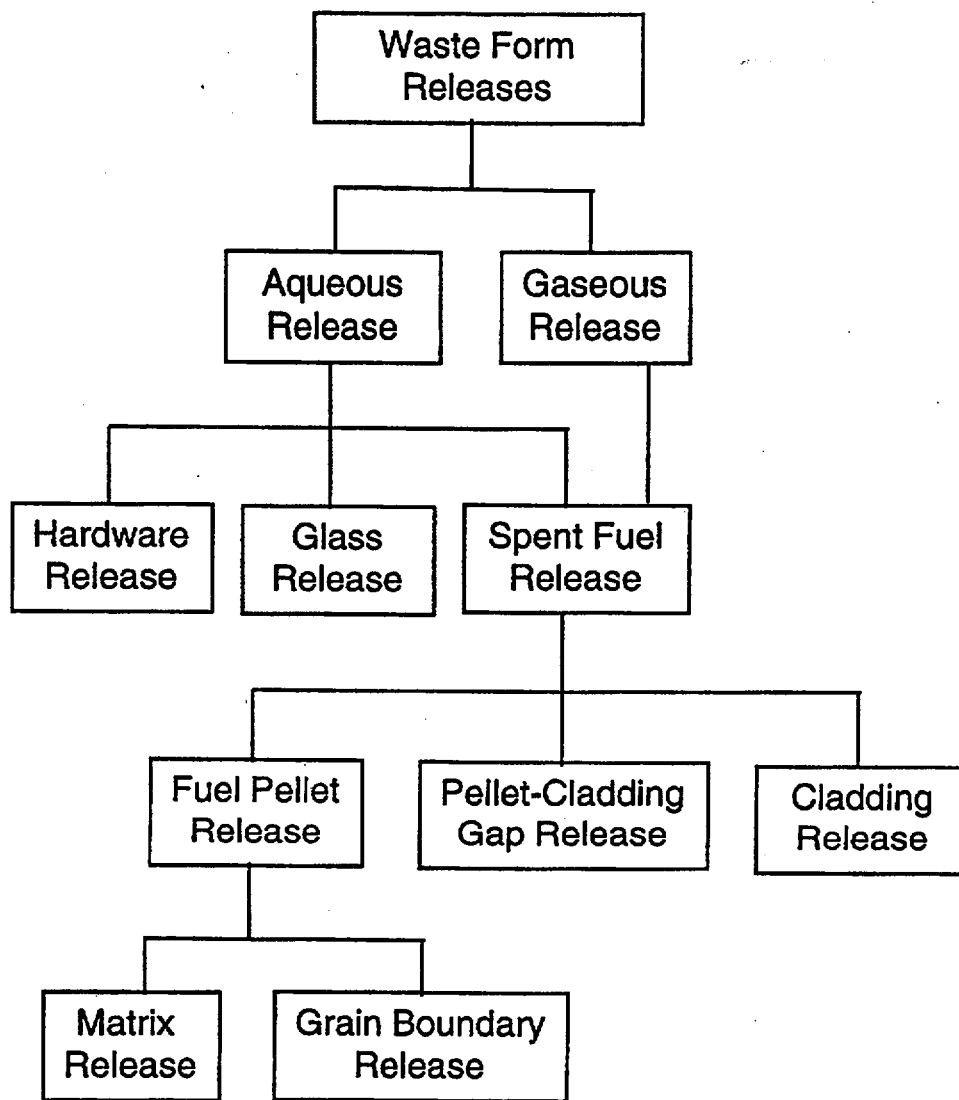 Waste Form
Releases
Aqueous
Release
Gaseous
Release
Hardware
Release
Glass
Release
Spent Fuel
Release
Fuel Pellet
Release
Pellet-Cladding
Gap Release
Cladding
Release
Matrix
Release
Grain Boundary
Release